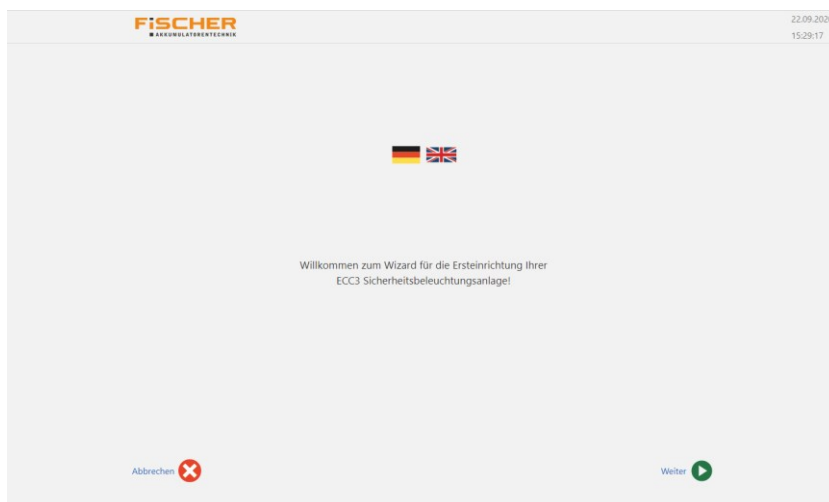 FiSCHER
AKKUMULATORENTECHNIK
22.09.202
15:29:17
Willkommen zum Wizard für die Ersteinrichtung Ihrer
ECC3 Sicherheitsbeleuchtungsanlage!
Abbrechen
Weiter